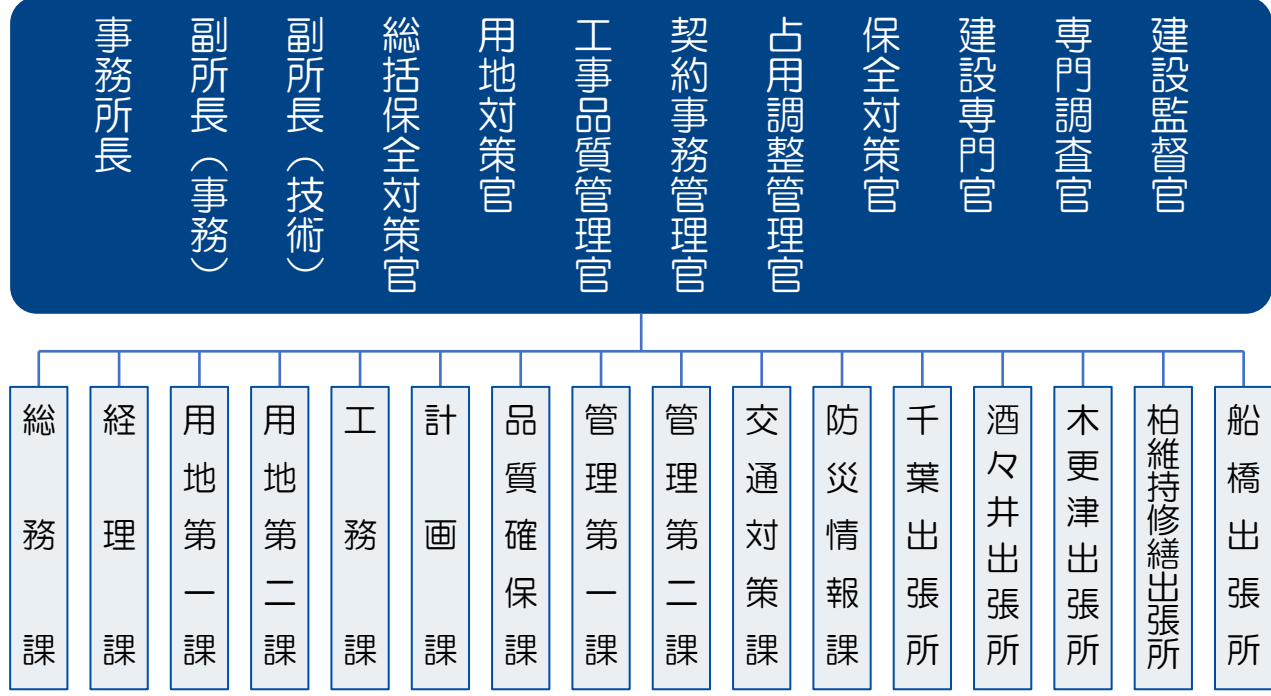 事務所長
副所長（事務）
副所長（技術）
総括保全対策官
用地対策官
工事品質管理官
契約事務管理官
占用調整管理官
保全対策官
建設専門官
専門調査官
建設監督官
総務課
経理課
用地第一課
用地第二課
工務課
計画課
品質確保課
管理第一課
管理第二課
交通対策課
防災情報課
千葉出張所
酒々井出張所
木更津出張所
柏維持修繕出張所
船橋出張所